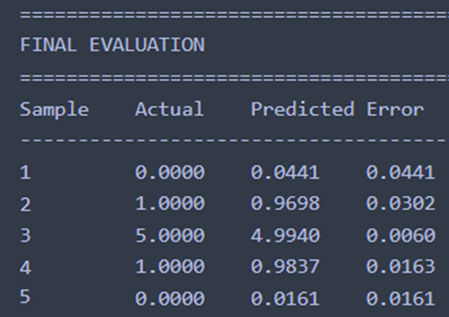 =====================================
FINAL EVALUATION
=====================================
Sample Actual Predicted Error
-------------------------------------
1 0.0000 0.0441 0.0441
2 1.0000 0.9698 0.0302
3 5.0000 4.9940 0.0060
4 1.0000 0.9837 0.0163
5 0.0000 0.0161 0.0161